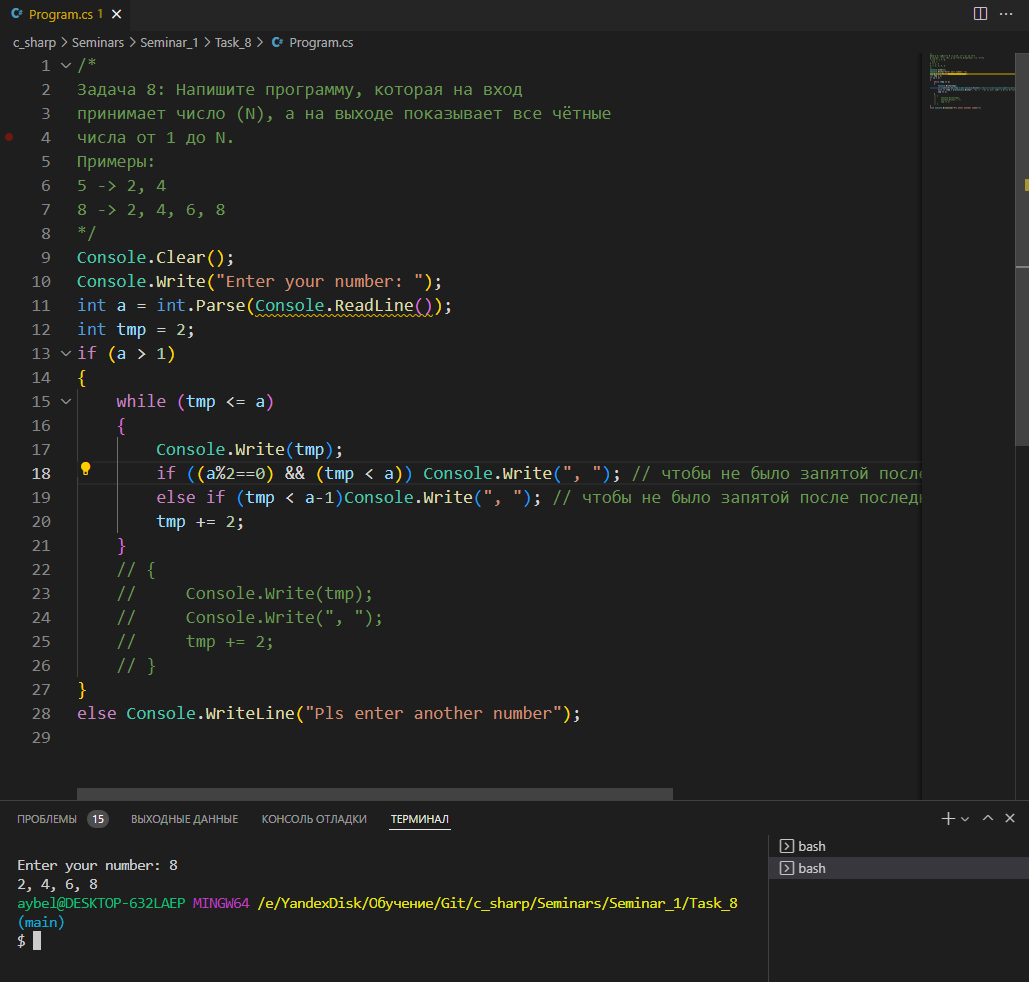 Program.cs 1
c_sharp > Seminars > Seminar_1 > Task_8 > Program.cs
1 /*
2 Задача 8: Напишите программу, которая на вход
3 принимает число (N), а на выходе показывает все чётные
4 числа от 1 до N.
5 Примеры:
6 5 -> 2, 4
7 8 -> 2, 4, 6, 8
8 */
9 Console.Clear();
10 Console.Write("Enter your number: ");
11 int a = int.Parse(Console.ReadLine());
12 int tmp = 2;
13 if (a > 1)
14 {
15 while (tmp <= a)
16 {
17 Console.Write(tmp);
18 if ((a%2==0) && (tmp < a)) Console.Write(", "); // чтобы не было запятой после
19 else if (tmp < a-1)Console.Write(", "); // чтобы не было запятой после последн
20 tmp += 2;
21 }
22 // {
23 // Console.Write(tmp);
24 // Console.Write(", ");
25 // tmp += 2;
26 // }
27 }
28 else Console.WriteLine("Pls enter another number");
29
ПРОБЛЕМЫ 15 ВЫХОДНЫЕ ДАННЫЕ КОНСОЛЬ ОТЛАДКИ ТЕРМИНАЛ
Enter your number: 8
2, 4, 6, 8
aybel@DESKTOP-632LAEP MINGW64 /e/YandexDisk/Обучение/Git/c_sharp/Seminars/Seminar_1/Task_8
(main)
$
bash
bash